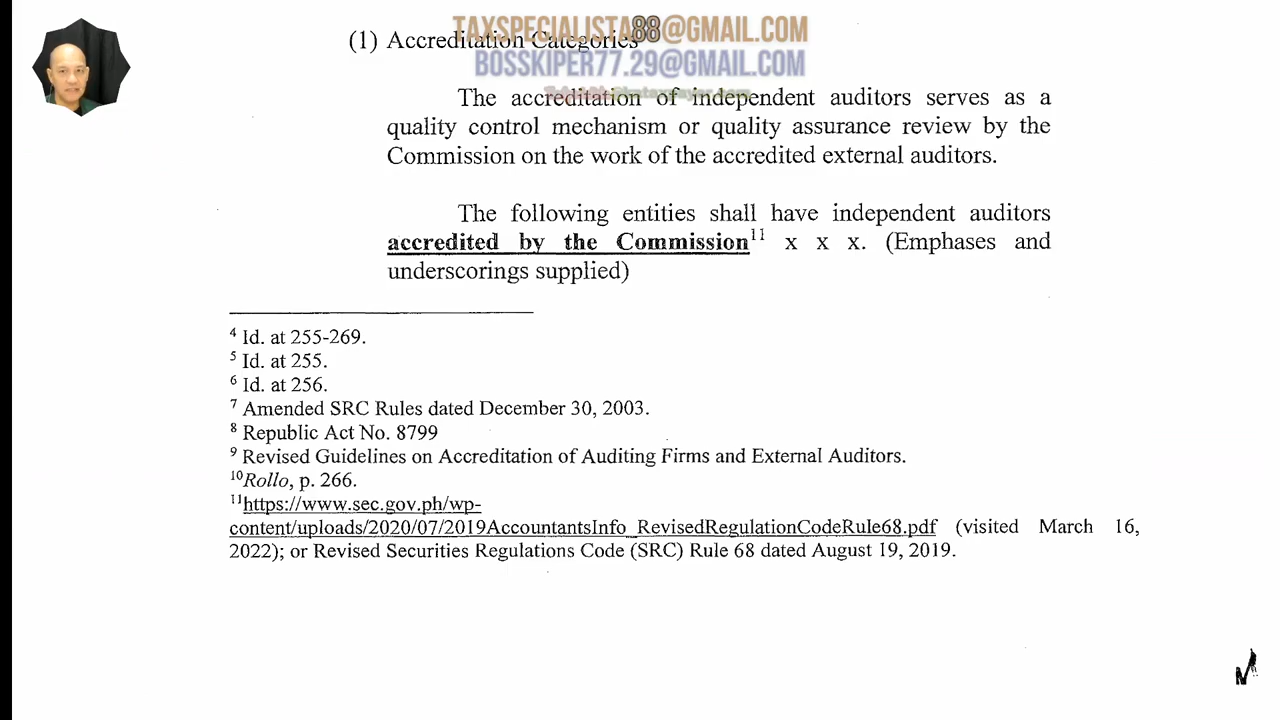 TAXSPECIALISTA88@GMAIL.COM
(1) Accreditation Categories
BOSSKIPER77.29@GMAIL.COM
The accreditation of independent auditors serves as a
quality control mechanism or quality assurance review by the
Commission on the work of the accredited external auditors.
The following entities shall have independent auditors
accredited by the Commission11 x x x. (Emphases and
underscorings supplied)
4 Id. at 255-269.
5 Id. at 255.
6 Id. at 256.
7 Amended SRC Rules dated December 30, 2003.
8 Republic Act No. 8799
9 Revised Guidelines on Accreditation of Auditing Firms and External Auditors.
10Rollo, p. 266.
11https://www.sec.gov.ph/wp-
content/uploads/2020/07/2019AccountantsInfo_RevisedRegulationCodeRule68.pdf (visited March 16,
2022); or Revised Securities Regulations Code (SRC) Rule 68 dated August 19, 2019.